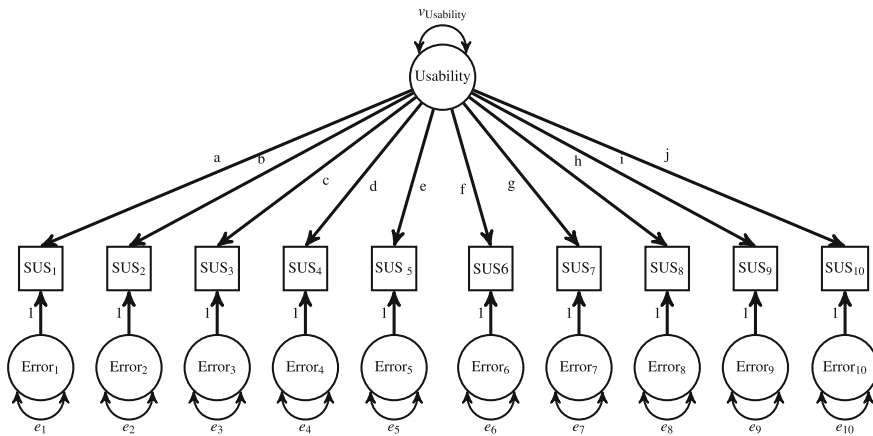 vUsability
Usability
a b c d e f g h i j
SUS1 SUS2 SUS3 SUS4 SUS 5 SUS6 SUS7 SUS8 SUS9 SUS10
1 1 1 1 1 1 1 1 1 1
Error1 Error2 Error3 Error4 Error5 Error6 Error7 Error8 Error9 Error10
e1 e2 e3 e4 e5 e6 e7 e8 e9 e10